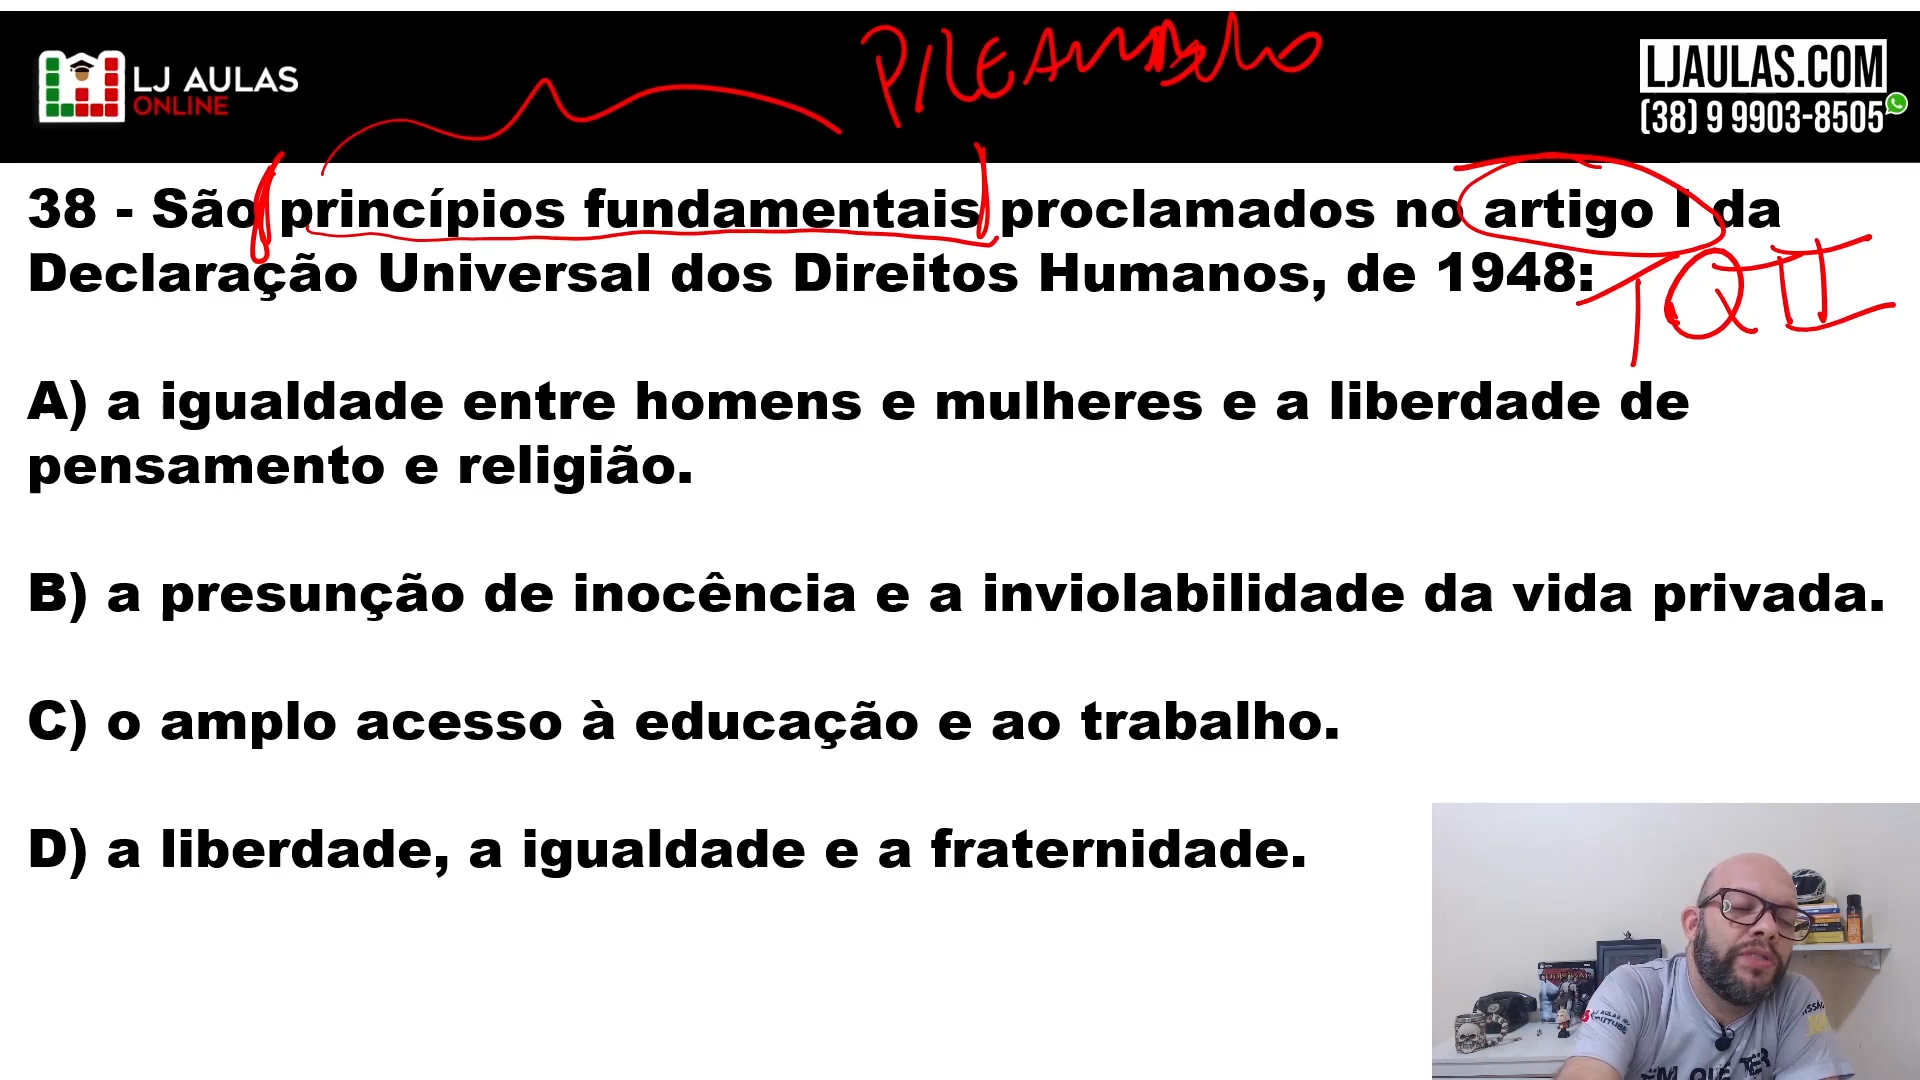 PREAMBULO
LJ AULAS
ONLINE
LJAULAS.COM
(38) 9 9903-8505
38 - São princípios fundamentais proclamados no artigo I da
Declaração Universal dos Direitos Humanos, de 1948:
A) a igualdade entre homens e mulheres e a liberdade de
pensamento e religião.
B) a presunção de inocência e a inviolabilidade da vida privada.
C) o amplo acesso à educação e ao trabalho.
D) a liberdade, a igualdade e a fraternidade.